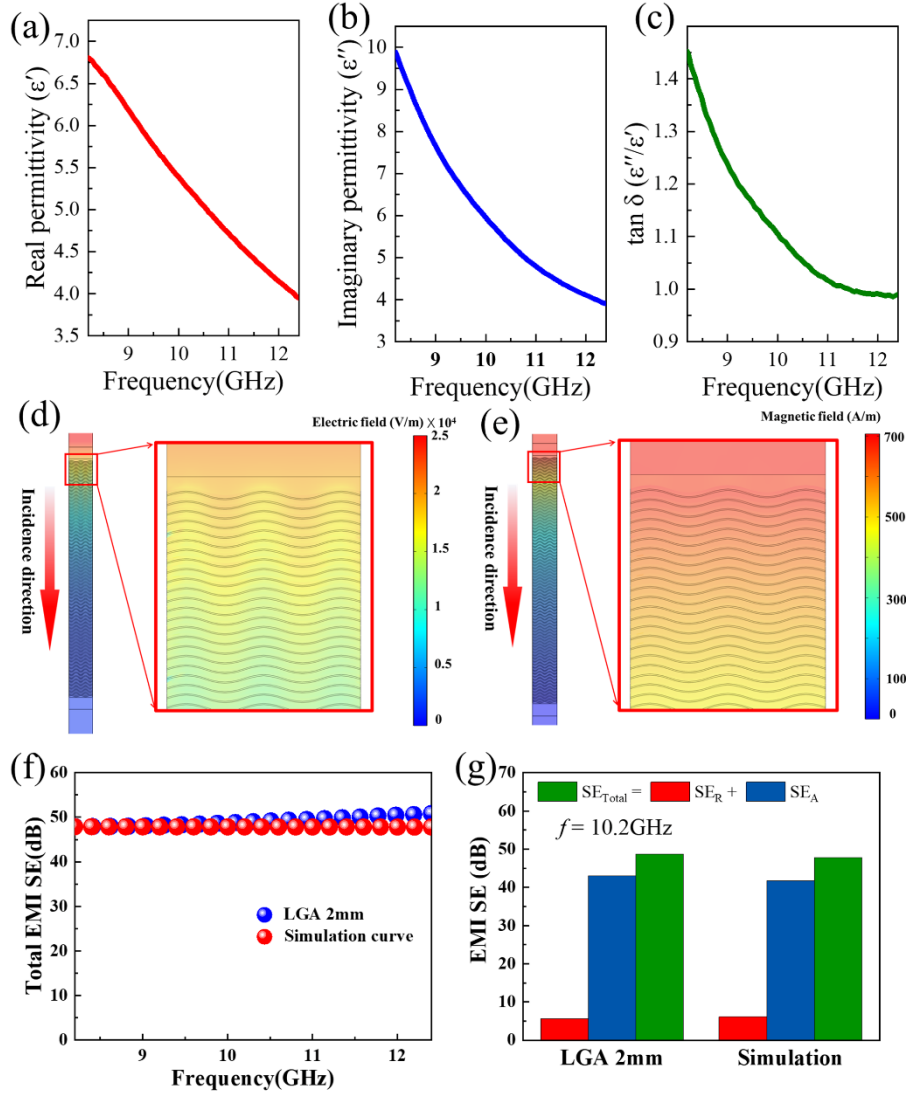 (a)
Real permittivity (ε′)
7.0
6.5
6.0
5.5
5.0
4.5
4.0
3.5
9
10
11
12
Frequency(GHz)
(b)
Imaginary permittivity (ε″)
10
9
8
7
6
5
4
3
9
10
11
12
Frequency(GHz)
(c)
tan δ (ε″/ε′)
1.4
1.3
1.2
1.1
1.0
0.9
9
10
11
12
Frequency(GHz)
(d)
Electric field (V/m) X 10⁴
Incidence direction
2.5
2
1.5
1
0.5
0
(e)
Magnetic field (A/m)
Incidence direction
700
500
300
100
0
(f)
Total EMI SE(dB)
60
50
40
30
20
10
0
LGA 2mm
Simulation curve
9
10
11
12
Frequency(GHz)
(g)
EMI SE (dB)
70
60
50
40
30
20
10
0
SE_Total = SE_R + SE_A
f = 10.2GHz
LGA 2mm
Simulation